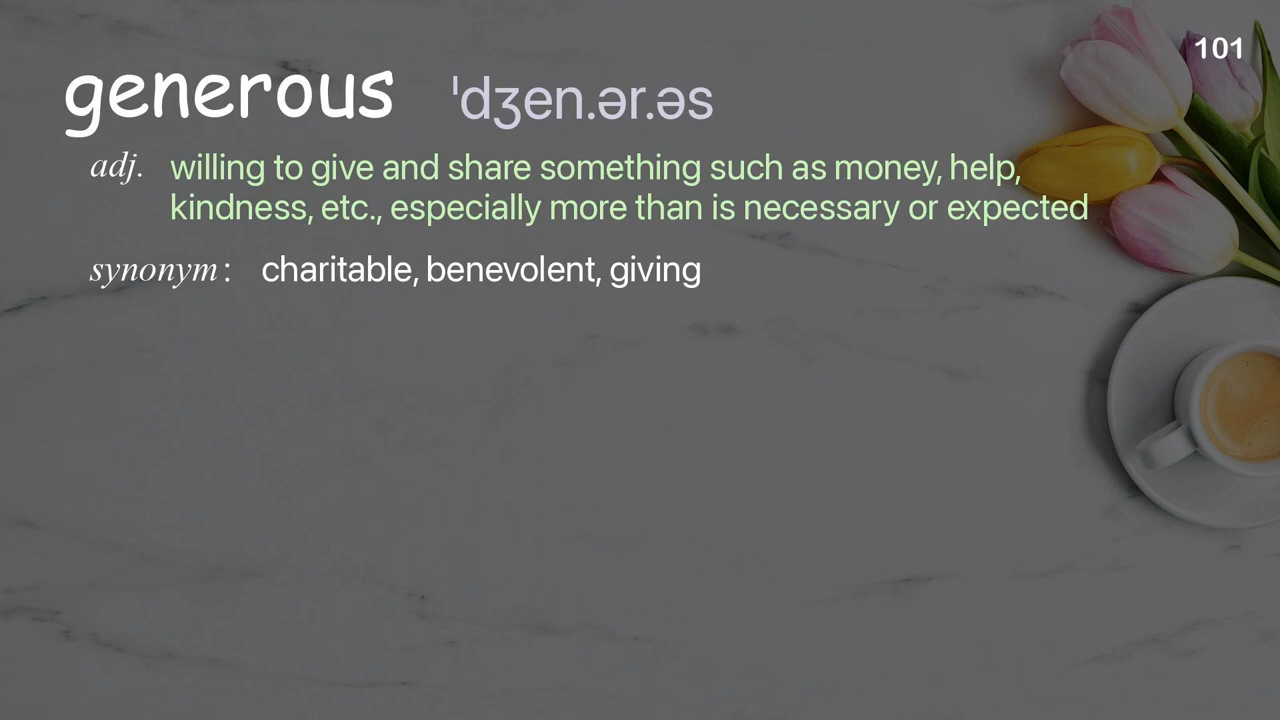 101
generous ˈdʒen.ər.əs
adj. willing to give and share something such as money, help,
kindness, etc., especially more than is necessary or expected
synonym : charitable, benevolent, giving